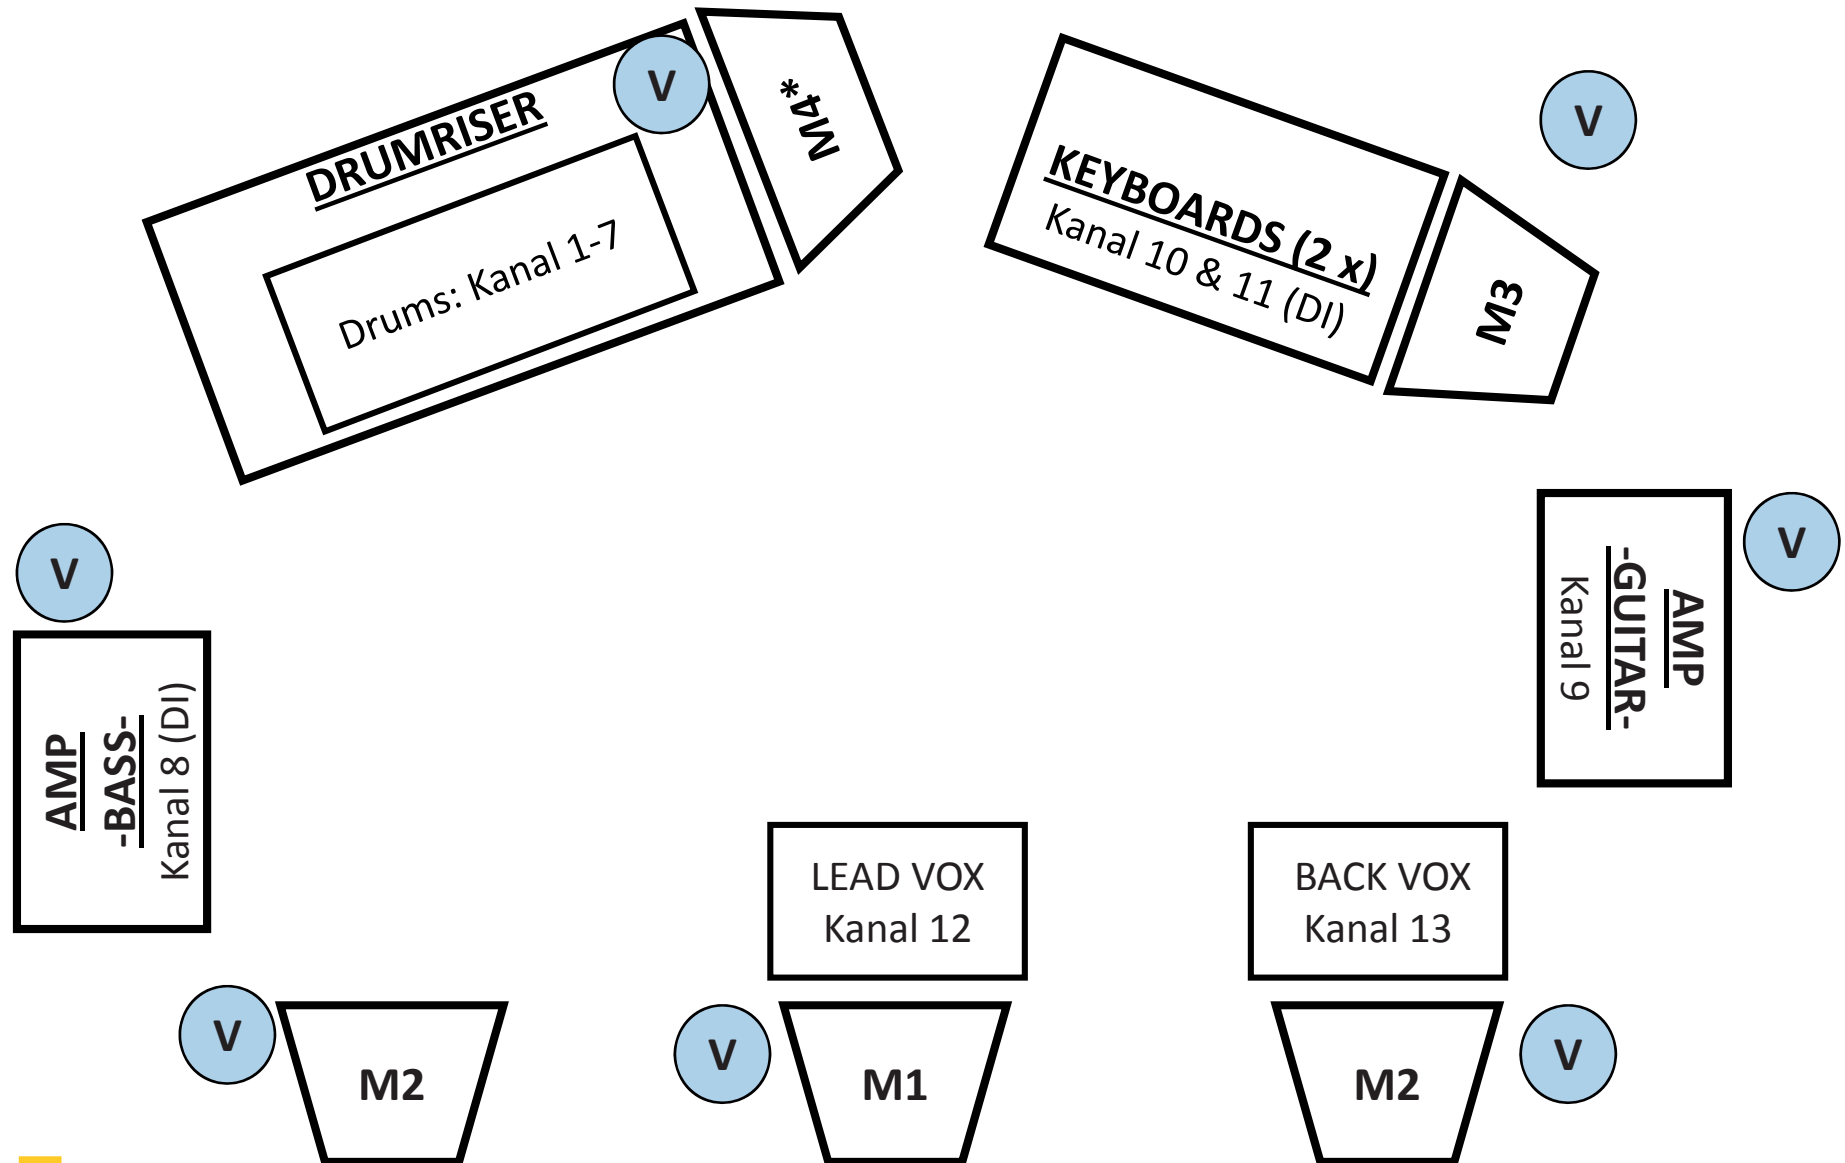 V
DRUMRISER
Drums: Kanal 1-7
M4*
KEYBOARDS (2 x)
Kanal 10 & 11 (DI)
M3
V
V
AMP
-BASS-
Kanal 8 (DI)
AMP
-GUITAR-
Kanal 9
V
LEAD VOX
Kanal 12
BACK VOX
Kanal 13
V
M2
V
M1
M2
V